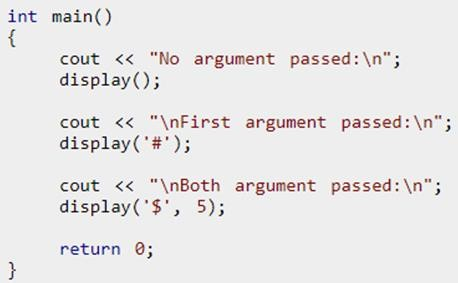 int main()
{
cout << "No argument passed:\n";
display();
cout << "\nFirst argument passed:\n";
display('#');
cout << "\nBoth argument passed:\n";
display('$', 5);
return 0;
}